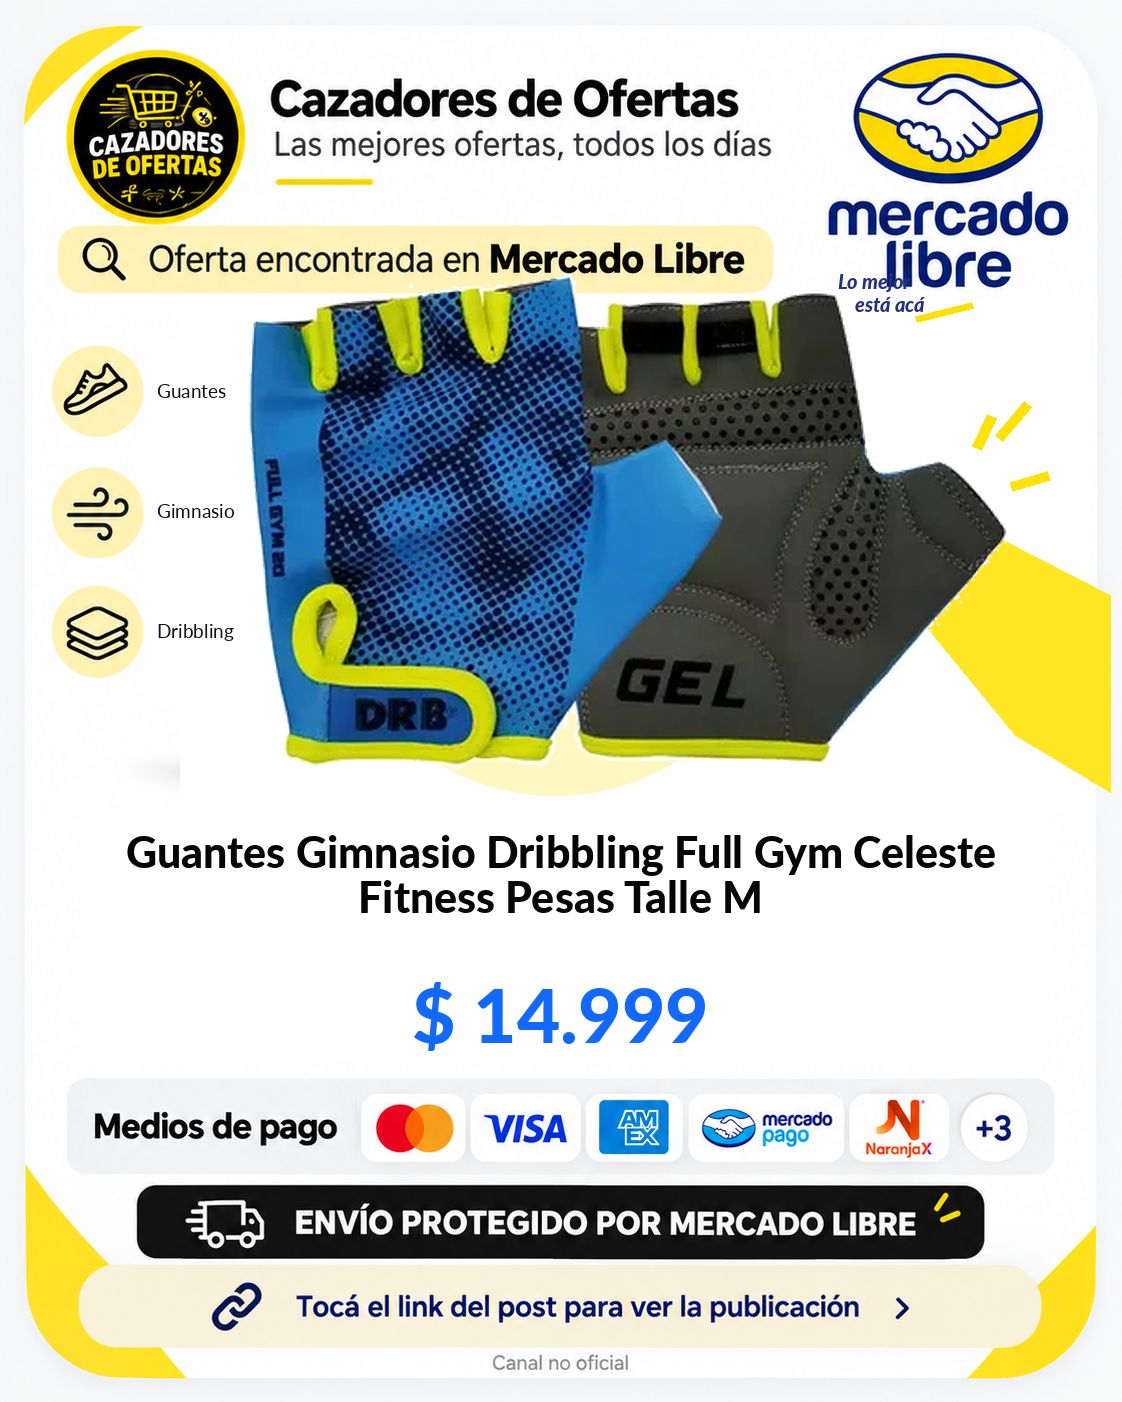 CAZADORES
DE OFERTAS
Cazadores de Ofertas
Las mejores ofertas, todos los días
mercado
libre
Lo mejor
está acá
Oferta encontrada en Mercado Libre
Guantes
Gimnasio
Dribbling
FULL GYM
DRB
GEL
Guantes Gimnasio Dribbling Full Gym Celeste
Fitness Pesas Talle M
$ 14.999
Medios de pago
VISA
AM
EX
mercado
pago
NaranjaX
+3
ENVÍO PROTEGIDO POR MERCADO LIBRE
Tocá el link del post para ver la publicación
Canal no oficial